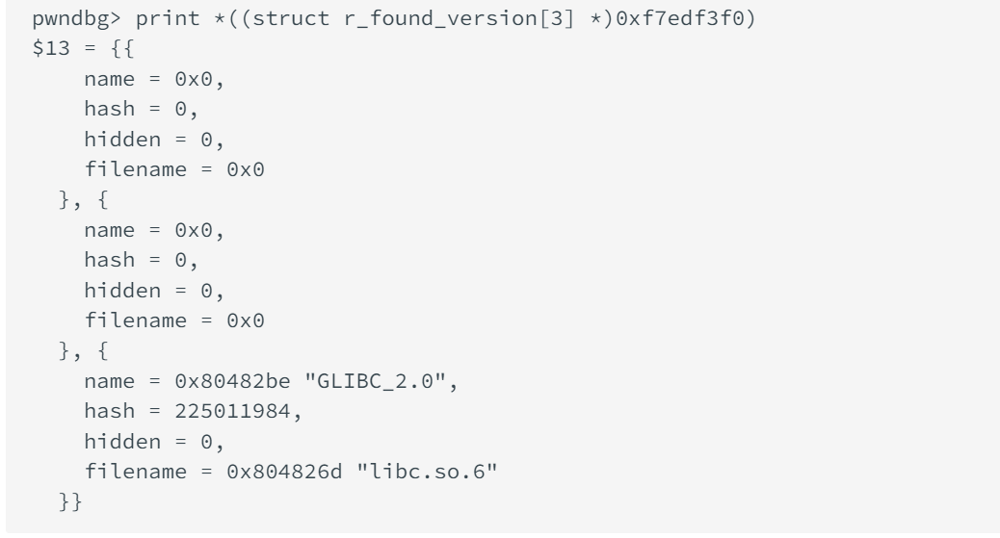 pwndbg> print *((struct r_found_version[3] *)0xf7edf3f0)
$13 = {{
    name = 0x0,
    hash = 0,
    hidden = 0,
    filename = 0x0
  }, {
    name = 0x0,
    hash = 0,
    hidden = 0,
    filename = 0x0
  }, {
    name = 0x80482be "GLIBC_2.0",
    hash = 225011984,
    hidden = 0,
    filename = 0x804826d "libc.so.6"
  }}